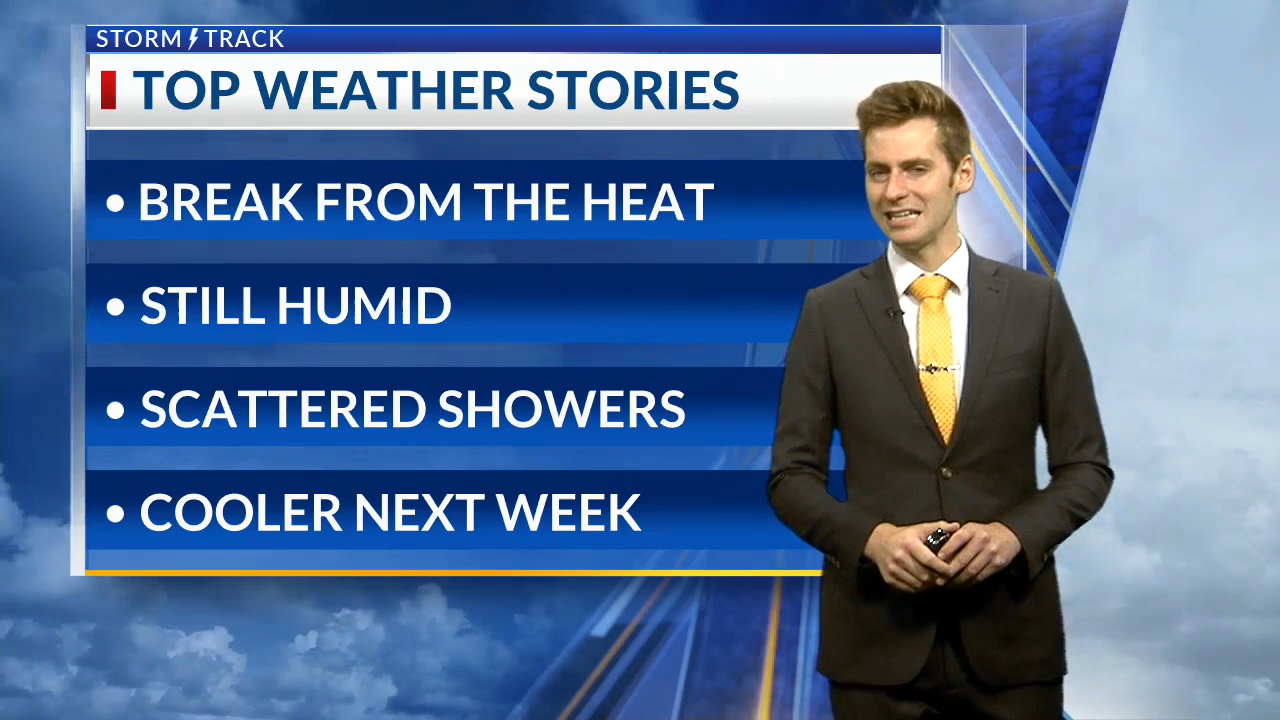 STORM TRACK
TOP WEATHER STORIES
• BREAK FROM THE HEAT
• STILL HUMID
• SCATTERED SHOWERS
• COOLER NEXT WEEK